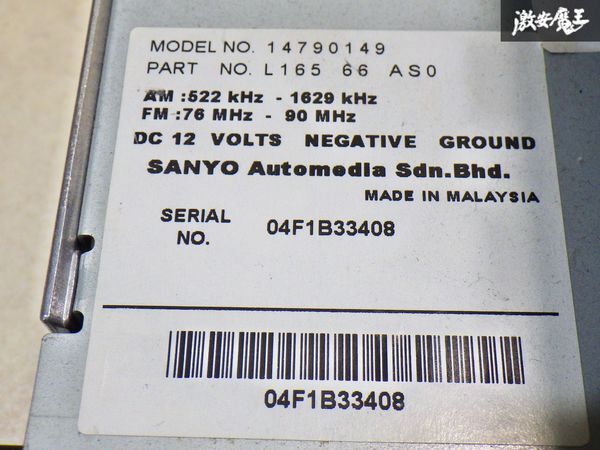 激安魔王
MODEL NO. 14790149
PART NO. L165 66 AS0
AM :522 kHz - 1629 kHz
FM :76 MHz - 90 MHz
DC 12 VOLTS NEGATIVE GROUND
SANYO Automedia Sdn.Bhd.
MADE IN MALAYSIA
SERIAL NO. 04F1B33408
04F1B33408